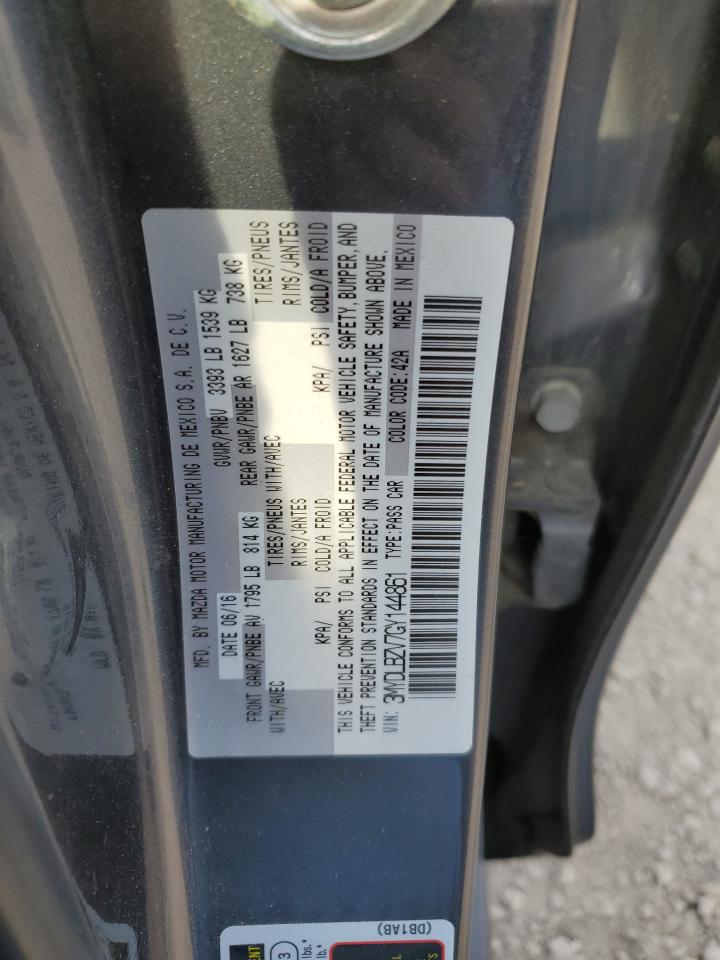 MFD. BY MAZDA MOTOR MANUFACTURING DE MEXICO S.A. DE C.V.
DATE 06/16 GVWR/PNBV 3393 LB 1539 KG
FRONT GAWR/PNBE AV 1795 LB 814 KG REAR GAWR/PNBE AR 1627 LB 738 KG
WITH/AVEC TIRES/PNEUS WITH/AVEC TIRES/PNEUS
RIMS/JANTES RIMS/JANTES
KPA/ PSI COLD/A FROID KPA/ PSI COLD/A FROID
THIS VEHICLE CONFORMS TO ALL APPLICABLE FEDERAL MOTOR VEHICLE SAFETY, BUMPER, AND
THEFT PREVENTION STANDARDS IN EFFECT ON THE DATE OF MANUFACTURE SHOWN ABOVE.
VIN: 3MYDLBZV7GY144861 TYPE:PASS CAR COLOR CODE:42A MADE IN MEXICO
(DB1AB)
3
lbs.*
lb.*